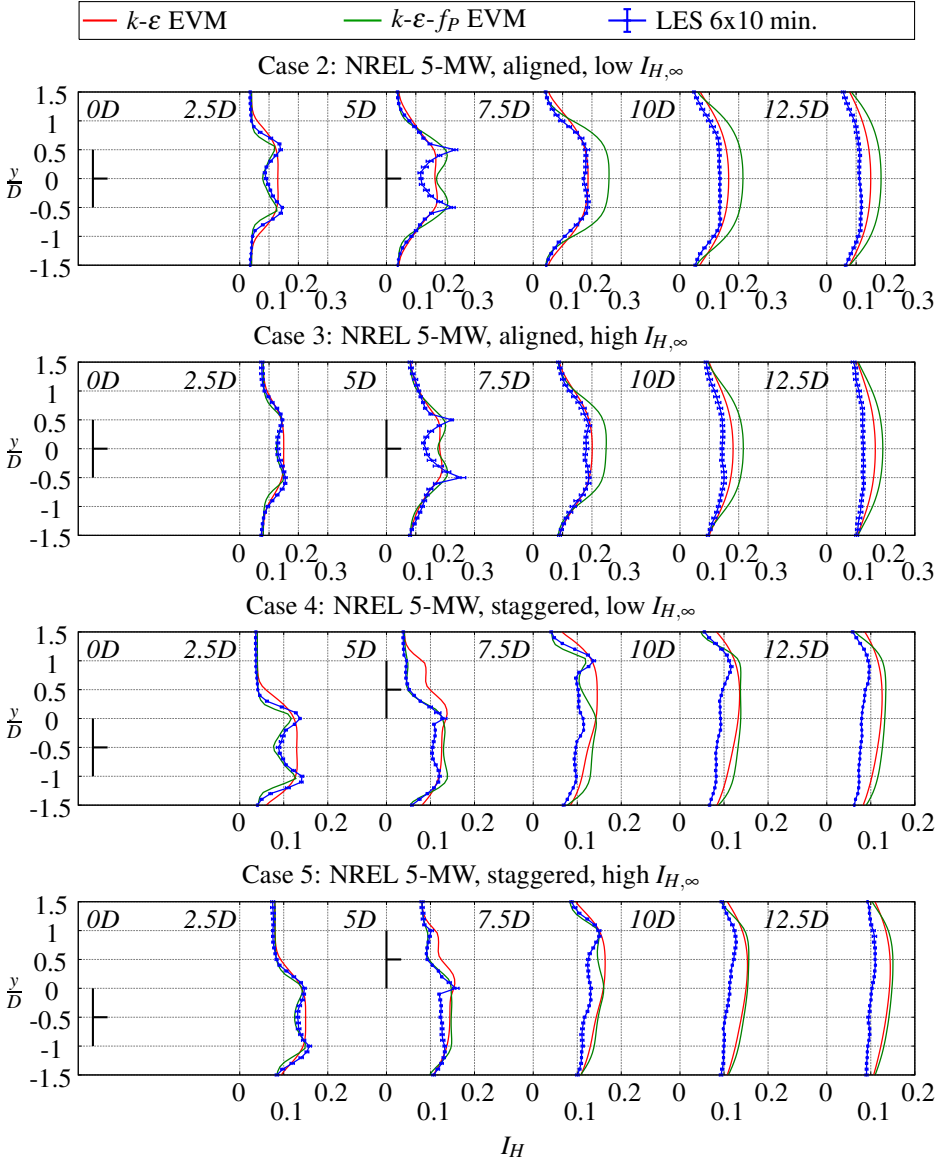 k-ε EVM k-ε-f_P EVM LES 6x10 min.
Case 2: NREL 5-MW, aligned, low I_{H,∞}
0D 2.5D 5D 7.5D 10D 12.5D
1.5
1
0.5
0
-0.5
-1
-1.5
y/D
0 0.2 0 0.2 0 0.2 0 0.2 0 0.2
0.1 0.3 0.1 0.3 0.1 0.3 0.1 0.3 0.1 0.3
Case 3: NREL 5-MW, aligned, high I_{H,∞}
0D 2.5D 5D 7.5D 10D 12.5D
1.5
1
0.5
0
-0.5
-1
-1.5
y/D
0 0.2 0 0.2 0 0.2 0 0.2 0 0.2
0.1 0.3 0.1 0.3 0.1 0.3 0.1 0.3 0.1 0.3
Case 4: NREL 5-MW, staggered, low I_{H,∞}
0D 2.5D 5D 7.5D 10D 12.5D
1.5
1
0.5
0
-0.5
-1
-1.5
y/D
0 0.2 0 0.2 0 0.2 0 0.2 0 0.2
0.1 0.1 0.1 0.1 0.1
Case 5: NREL 5-MW, staggered, high I_{H,∞}
0D 2.5D 5D 7.5D 10D 12.5D
1.5
1
0.5
0
-0.5
-1
-1.5
y/D
0 0.2 0 0.2 0 0.2 0 0.2 0 0.2
0.1 0.1 0.1 0.1 0.1
I_H